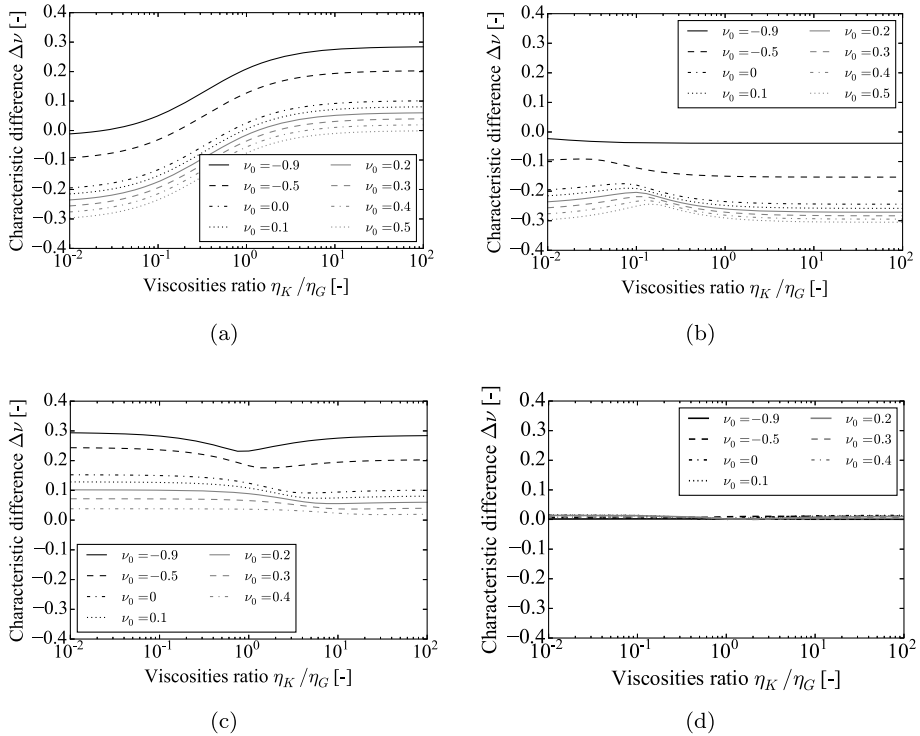 Characteristic difference Δν [-]
0.4
0.3
0.2
0.1
0.0
−0.1
−0.2
−0.3
−0.4
ν₀=−0.9 ν₀=0.2
ν₀=−0.5 ν₀=0.3
ν₀=0.0 ν₀=0.4
ν₀=0.1 ν₀=0.5
10⁻² 10⁻¹ 10⁰ 10¹ 10²
Viscosities ratio η_K/η_G [-]
(a)
Characteristic difference Δν [-]
0.4
0.3
0.2
0.1
0.0
−0.1
−0.2
−0.3
−0.4
ν₀=−0.9 ν₀=0.2
ν₀=−0.5 ν₀=0.3
ν₀=0 ν₀=0.4
ν₀=0.1 ν₀=0.5
10⁻² 10⁻¹ 10⁰ 10¹ 10²
Viscosities ratio η_K/η_G [-]
(b)
Characteristic difference Δν [-]
0.4
0.3
0.2
0.1
0.0
−0.1
−0.2
−0.3
−0.4
ν₀=−0.9 ν₀=0.2
ν₀=−0.5 ν₀=0.3
ν₀=0 ν₀=0.4
ν₀=0.1
10⁻² 10⁻¹ 10⁰ 10¹ 10²
Viscosities ratio η_K/η_G [-]
(c)
Characteristic difference Δν [-]
0.4
0.3
0.2
0.1
0.0
−0.1
−0.2
−0.3
−0.4
ν₀=−0.9 ν₀=0.2
ν₀=−0.5 ν₀=0.3
ν₀=0 ν₀=0.4
ν₀=0.1
10⁻² 10⁻¹ 10⁰ 10¹ 10²
Viscosities ratio η_K/η_G [-]
(d)